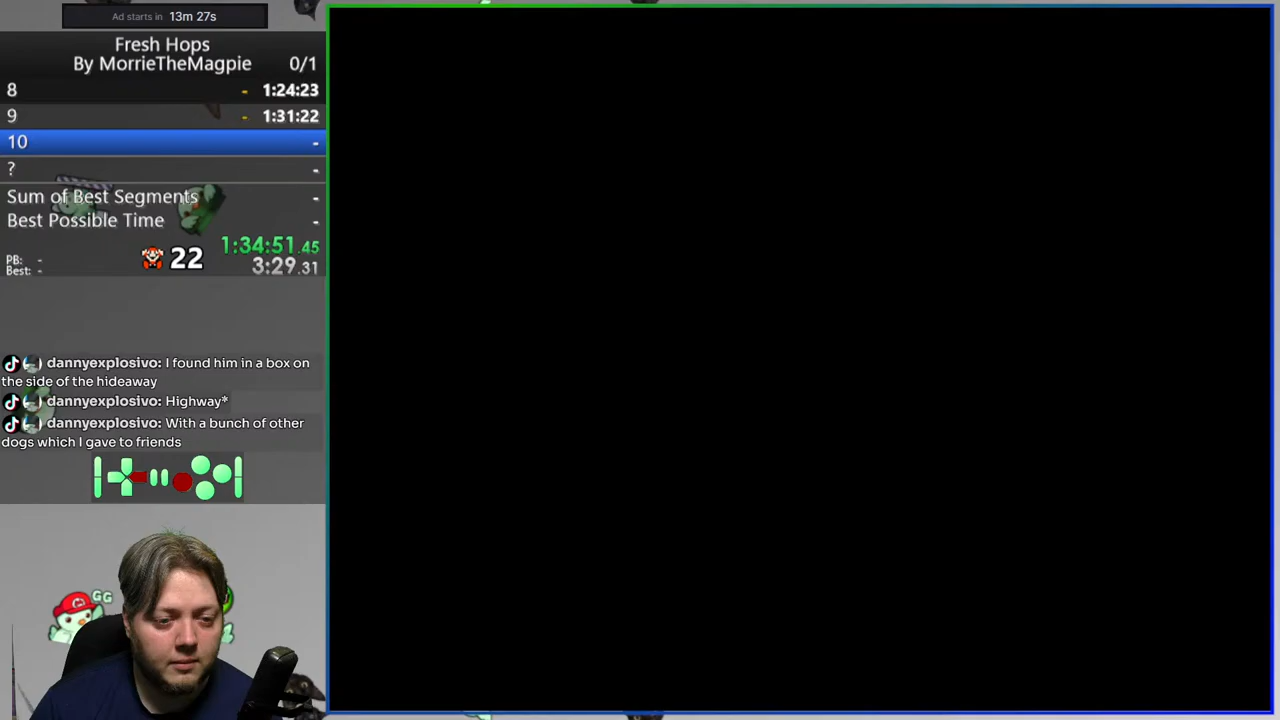 Ad starts in 13m 27s
Fresh Hops
By MorrieTheMagpie 0/1
8 - 1:24:23
9 - 1:31:22
10 -
? -
Sum of Best Segments -
Best Possible Time -
PB: -
Best: -
22
1:34:51.45
3:29.31
dannyexplosivo: I found him in a box on
the side of the hideaway
dannyexplosivo: Highway*
dannyexplosivo: With a bunch of other
dogs which I gave to friends
GG